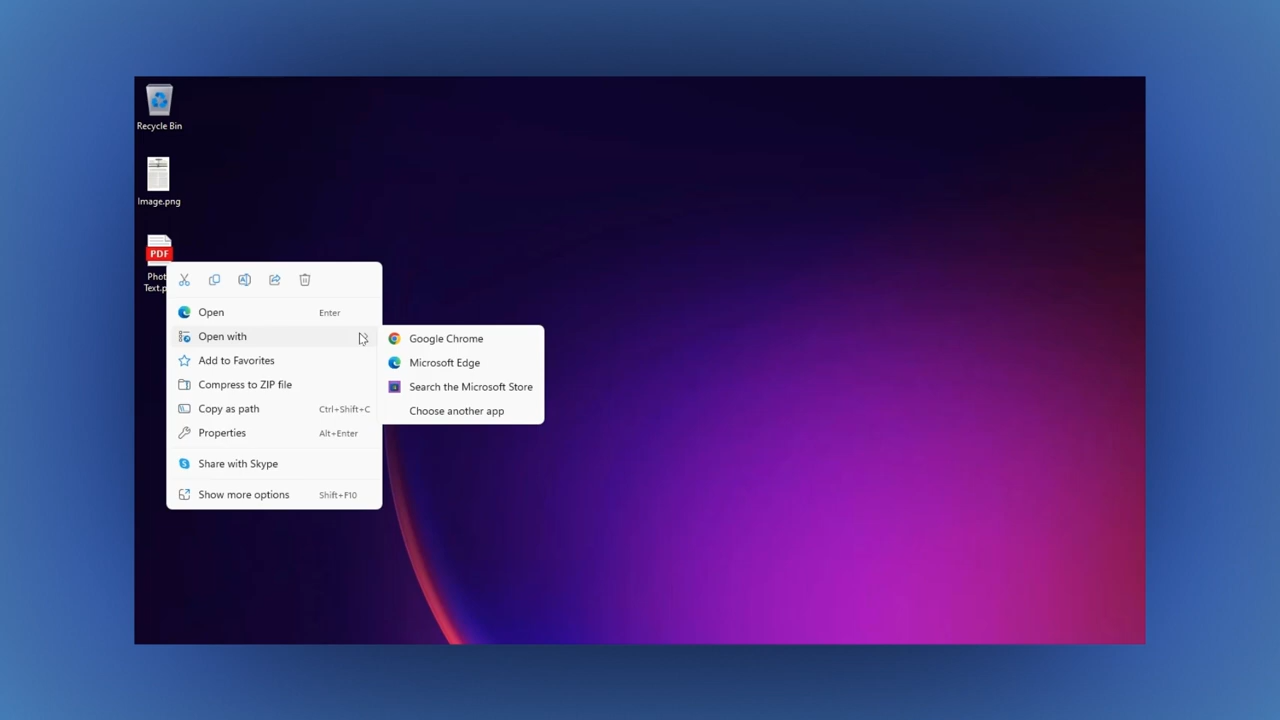 Recycle Bin
Image.png
PDF
Open Enter
Open with
Add to Favorites
Compress to ZIP file
Copy as path Ctrl+Shift+C
Properties Alt+Enter
Share with Skype
Show more options Shift+F10
Google Chrome
Microsoft Edge
Search the Microsoft Store
Choose another app